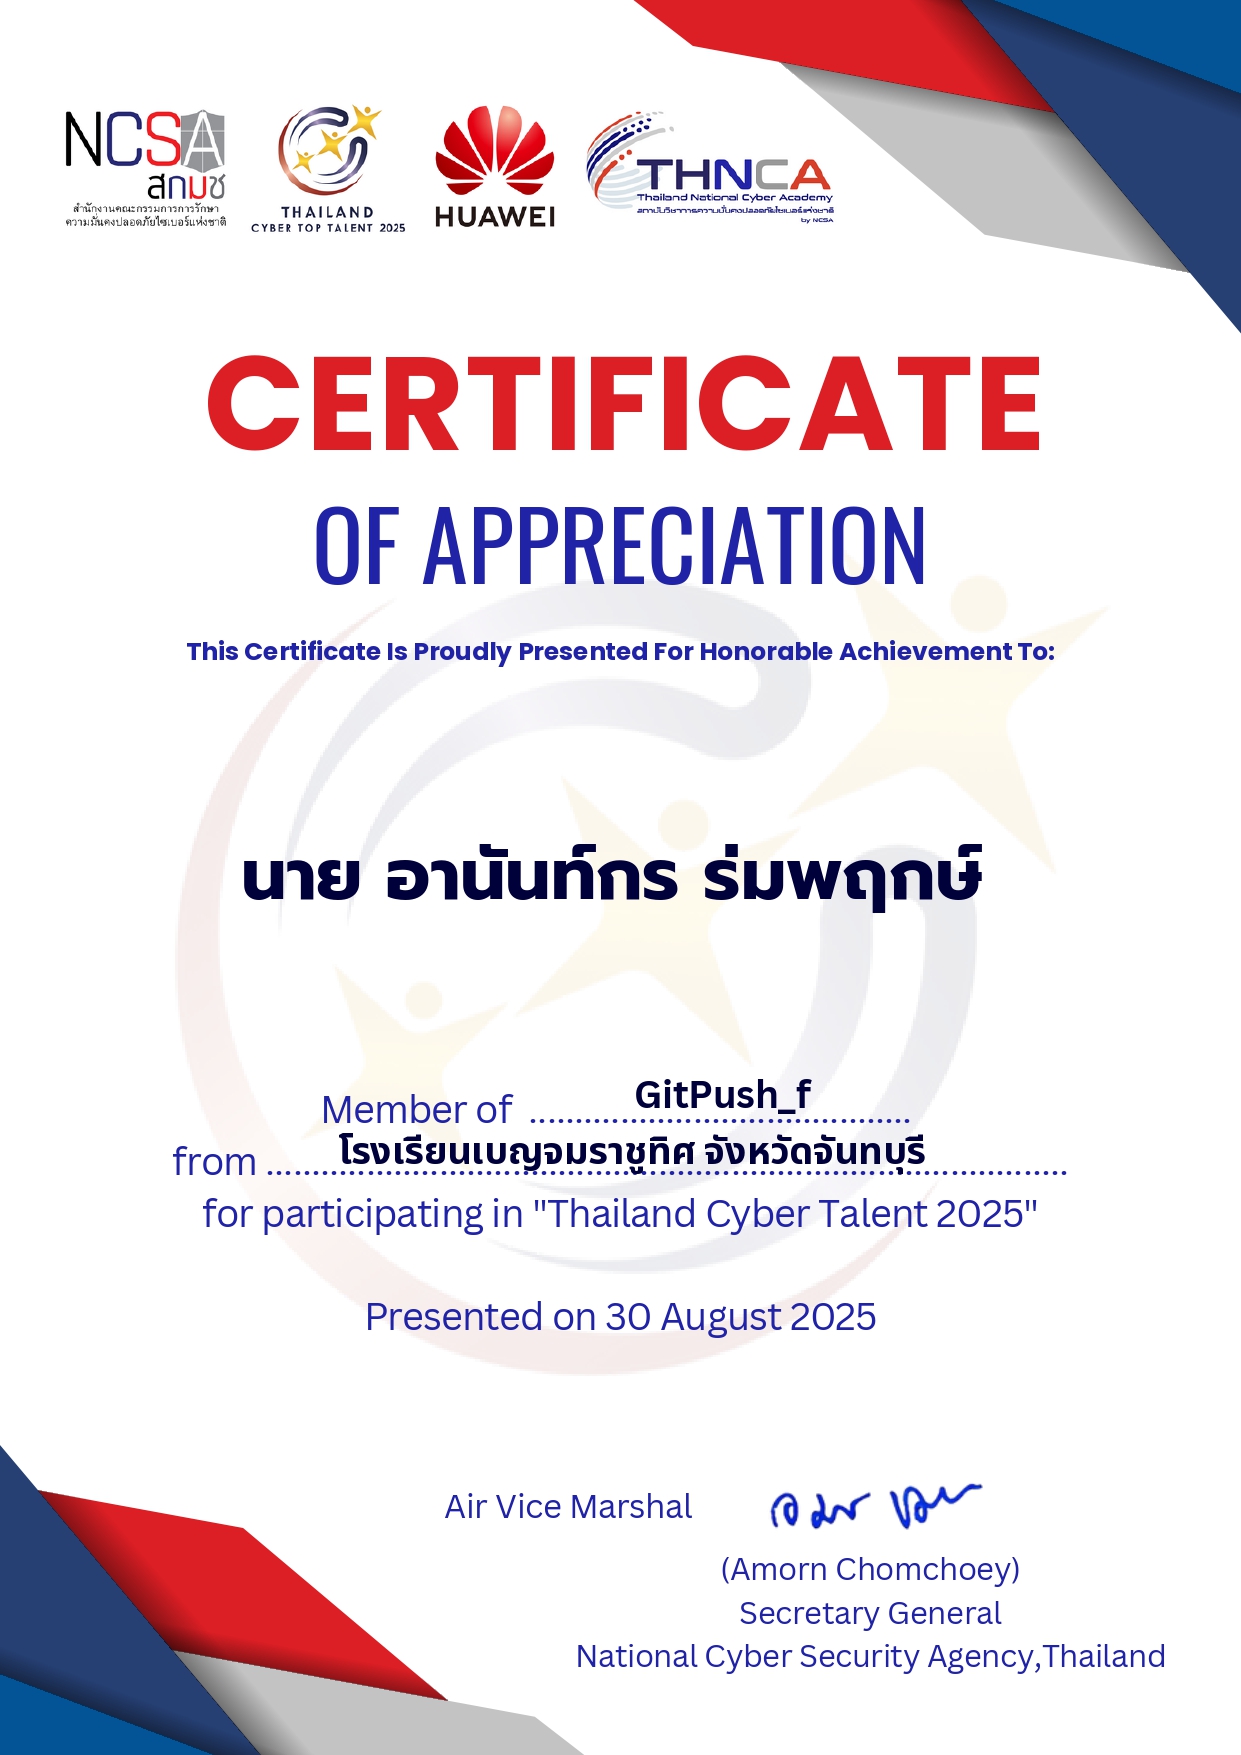 NCSA
สกมช
สำนักงานคณะกรรมการการรักษา
ความมั่นคงปลอดภัยไซเบอร์แห่งชาติ
THAILAND
CYBER TOP TALENT 2025
HUAWEI
THNCA
Thailand National Cyber Academy
สถาบันวิชาการความมั่นคงปลอดภัยไซเบอร์แห่งชาติ
by NCSA
CERTIFICATE
OF APPRECIATION
This Certificate Is Proudly Presented For Honorable Achievement To:
นาย อานันท์กร ร่มพฤกษ์
Member of GitPush_f
from โรงเรียนเบญจมราชูทิศ จังหวัดจันทบุรี
for participating in "Thailand Cyber Talent 2025"
Presented on 30 August 2025
Air Vice Marshal
(Amorn Chomchoey)
Secretary General
National Cyber Security Agency,Thailand